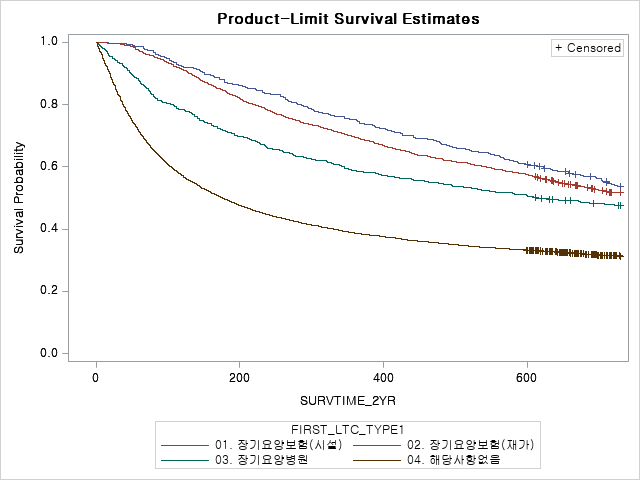 Product-Limit Survival Estimates
1.0
+ Censored
0.8
0.6
Survival Probability
0.4
0.2
0.0
0 200 400 600
SURVTIME_2YR
FIRST_LTC_TYPE1
01. 장기요양보험(시설) 02. 장기요양보험(재가)
03. 장기요양병원 04. 해당사항없음